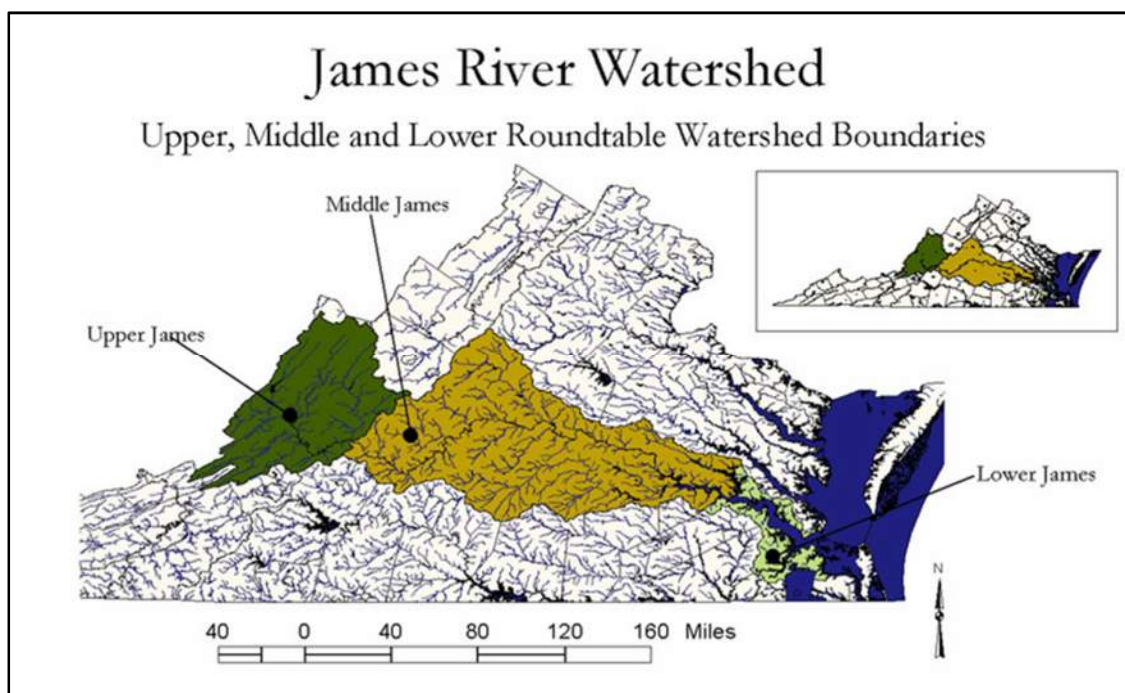 James River Watershed
Upper, Middle and Lower Roundtable Watershed Boundaries
Middle James
Upper James
Lower James
N
40 0 40 80 120 160 Miles